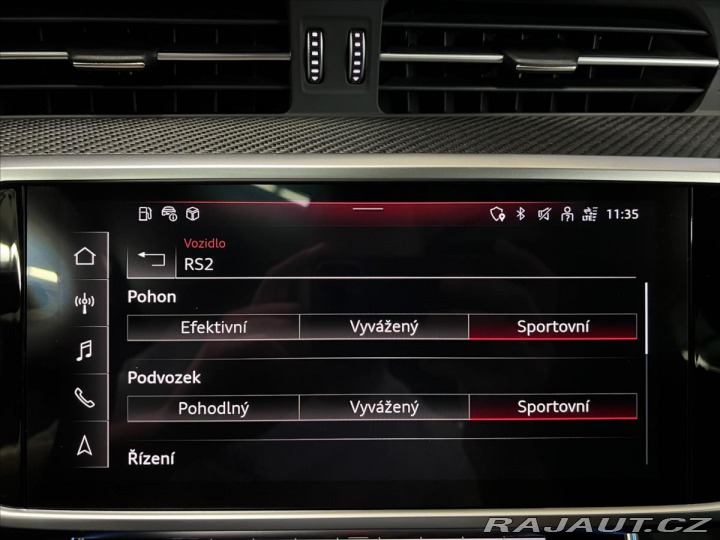 11:35
Vozidlo
RS2
Pohon
Efektivní Vyvážený Sportovní
Podvozek
Pohodlný Vyvážený Sportovní
Řízení
RAJAUT.CZ